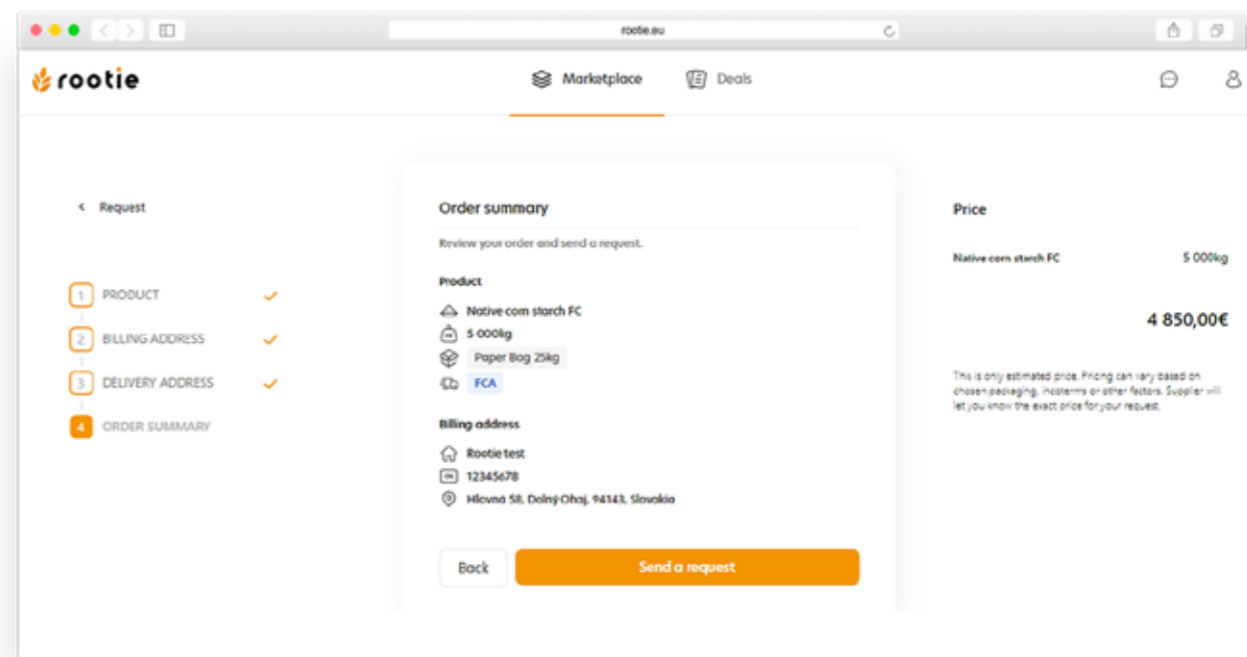 rootie.eu
rootie
Marketplace
Deals
Request
1 PRODUCT
2 BILLING ADDRESS
3 DELIVERY ADDRESS
4 ORDER SUMMARY
Order summary
Review your order and send a request.
Product
Native corn starch FC
5 000kg
Paper Bag 25kg
FCA
Billing address
Rootie test
12345678
Hlavná 58, Dolný Ohaj, 94143, Slovakia
Back
Send a request
Price
Native corn starch FC 5 000kg
4 850,00€
This is only estimated price. Pricing can vary based on
chosen packaging, incoterms or other factors. Supplier will
let you know the exact price for your request.